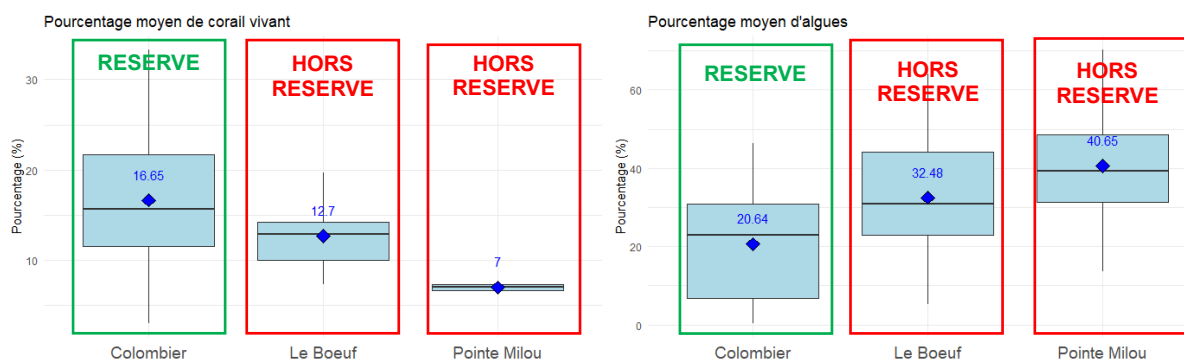 Pourcentage moyen de corail vivant
RESERVE
HORS
RESERVE
HORS
RESERVE
Pourcentage (%)
30
20
10
16.65
12.7
7
Colombier
Le Boeuf
Pointe Milou
Pourcentage moyen d'algues
RESERVE
HORS
RESERVE
HORS
RESERVE
Pourcentage (%)
60
40
20
0
20.64
32.48
40.65
Colombier
Le Boeuf
Pointe Milou